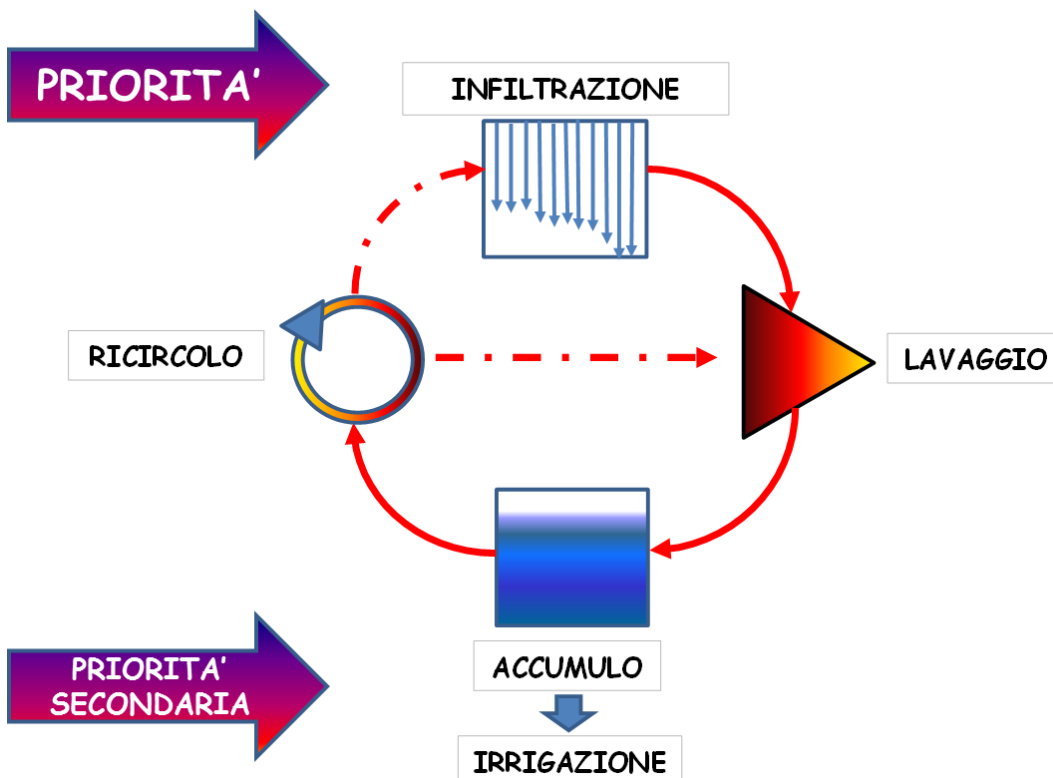 PRIORITA'
INFILTRAZIONE
RICIRCOLO
LAVAGGIO
PRIORITA'
SECONDARIA
ACCUMULO
IRRIGAZIONE